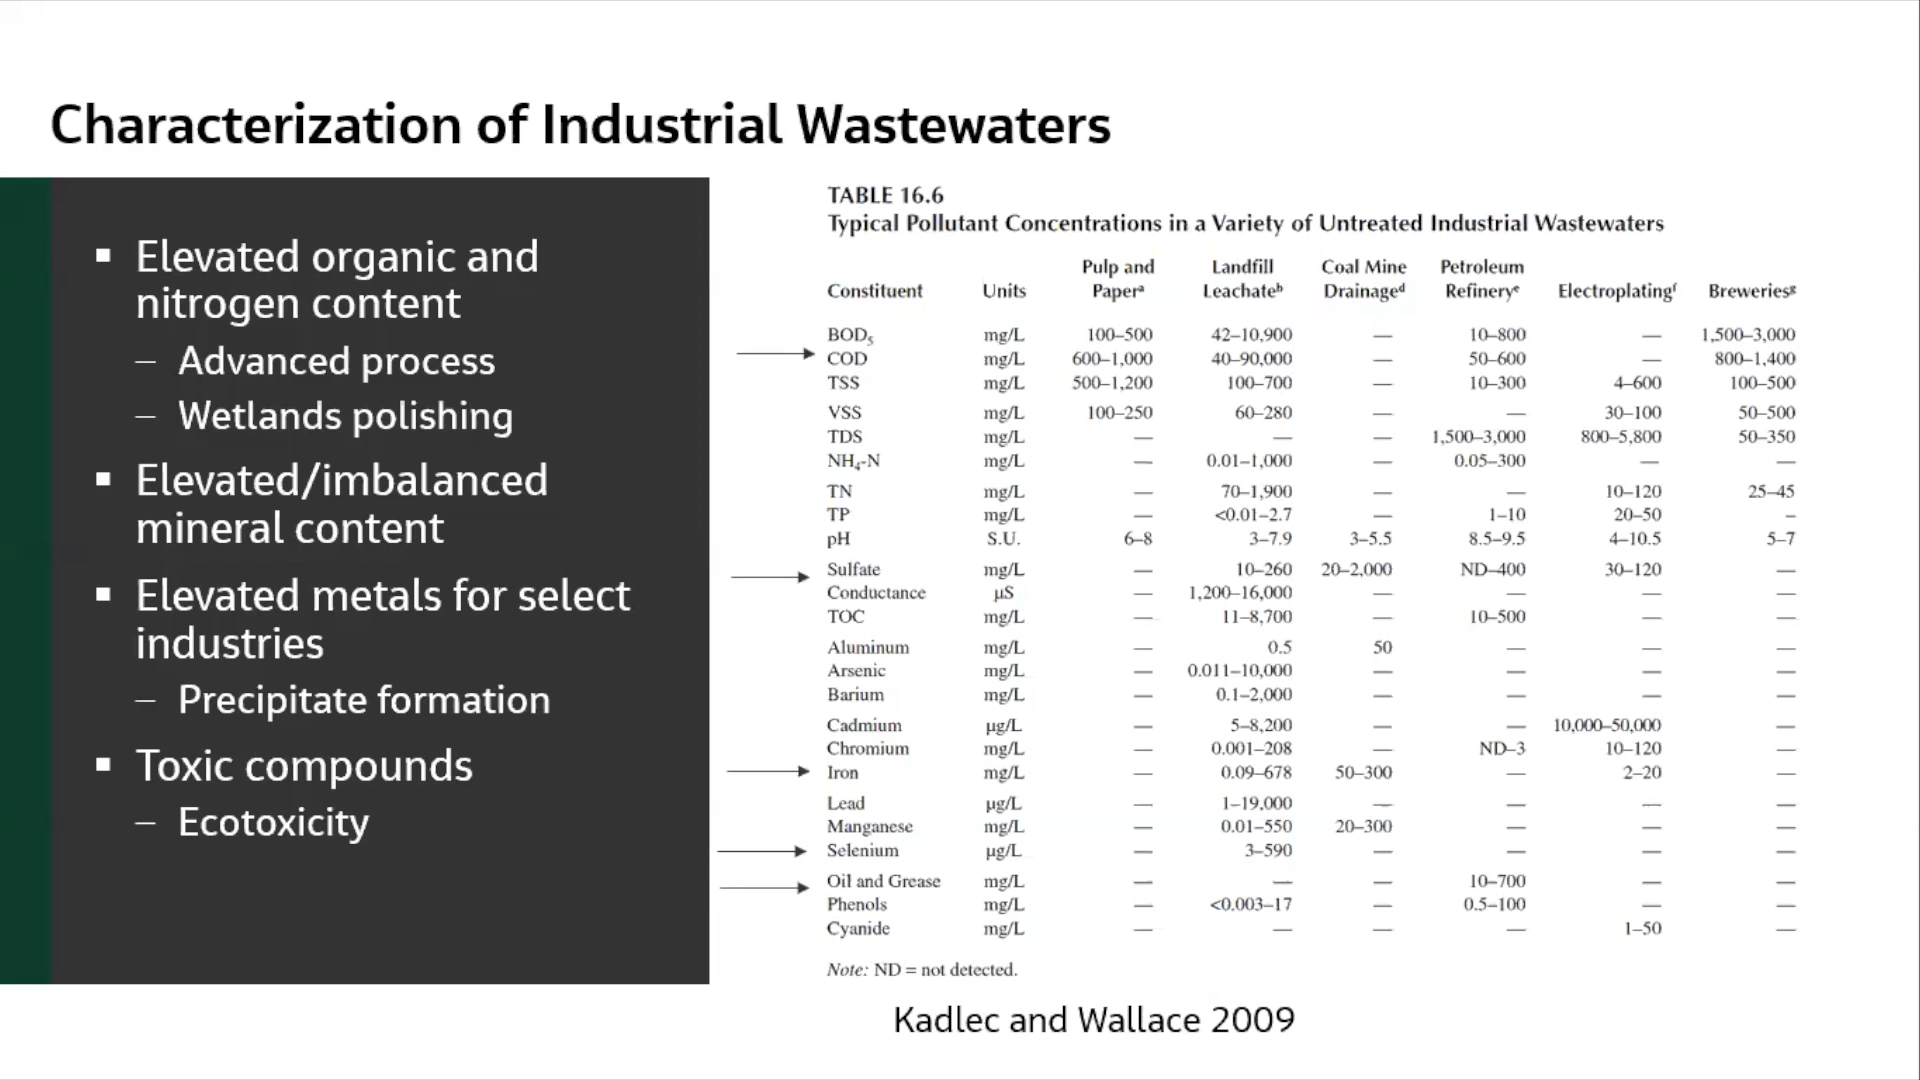 Characterization of Industrial Wastewaters
▪ Elevated organic and
nitrogen content
– Advanced process
– Wetlands polishing
▪ Elevated/imbalanced
mineral content
▪ Elevated metals for select
industries
– Precipitate formation
▪ Toxic compounds
– Ecotoxicity
TABLE 16.6
Typical Pollutant Concentrations in a Variety of Untreated Industrial Wastewaters
Pulp and Landfill Coal Mine Petroleum
Constituent Units Paperᵃ Leachateᵇ Drainageᵈ Refineryᵉ Electroplatingᶠ Breweriesᵍ
BOD₅ mg/L 100–500 42–10,900 — 10–800 — 1,500–3,000
COD mg/L 600–1,000 40–90,000 — 50–600 — 800–1,400
TSS mg/L 500–1,200 100–700 — 10–300 4–600 100–500
VSS mg/L 100–250 60–280 — — 30–100 50–500
TDS mg/L — — — 1,500–3,000 800–5,800 50–350
NH₄-N mg/L — 0.01–1,000 — 0.05–300 — —
TN mg/L — 70–1,900 — — 10–120 25–45
TP mg/L — <0.01–2.7 — 1–10 20–50 –
pH S.U. 6–8 3–7.9 3–5.5 8.5–9.5 4–10.5 5–7
Sulfate mg/L — 10–260 20–2,000 ND–400 30–120 —
Conductance µS — 1,200–16,000 — — — —
TOC mg/L — 11–8,700 — 10–500 — —
Aluminum mg/L — 0.5 50 — — —
Arsenic mg/L — 0.011–10,000 — — — —
Barium mg/L — 0.1–2,000 — — — —
Cadmium µg/L — 5–8,200 — — 10,000–50,000 —
Chromium mg/L — 0.001–208 — ND–3 10–120 —
Iron mg/L — 0.09–678 50–300 — 2–20 —
Lead µg/L — 1–19,000 — — — —
Manganese mg/L — 0.01–550 20–300 — — —
Selenium µg/L — 3–590 — — — —
Oil and Grease mg/L — — — 10–700 — —
Phenols mg/L — <0.003–17 — 0.5–100 — —
Cyanide mg/L — — — — 1–50 —
Note: ND = not detected.
Kadlec and Wallace 2009